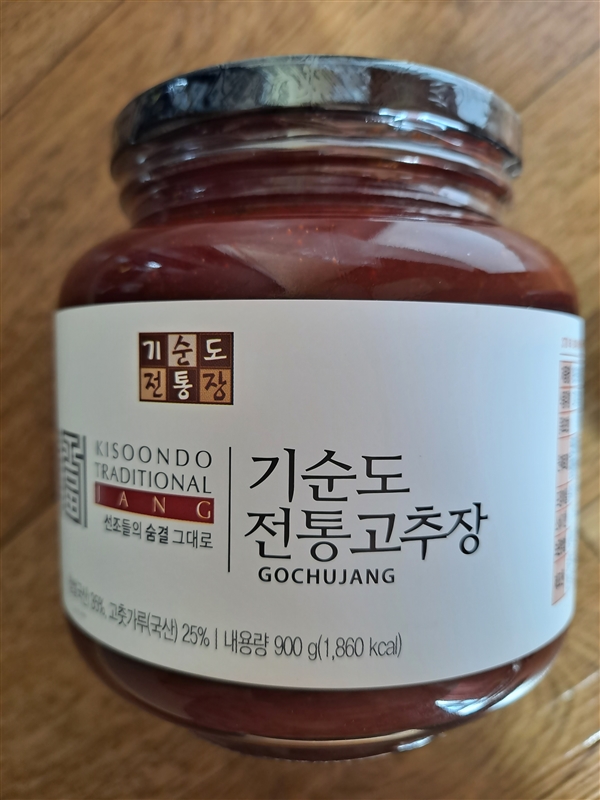 기순도
전통장
KISOONDO
TRADITIONAL
JANG
선조들의 숨결 그대로
기순도
전통고추장
GOCHUJANG
고춧가루(국산) 25% | 내용량 900 g(1,860 kcal)